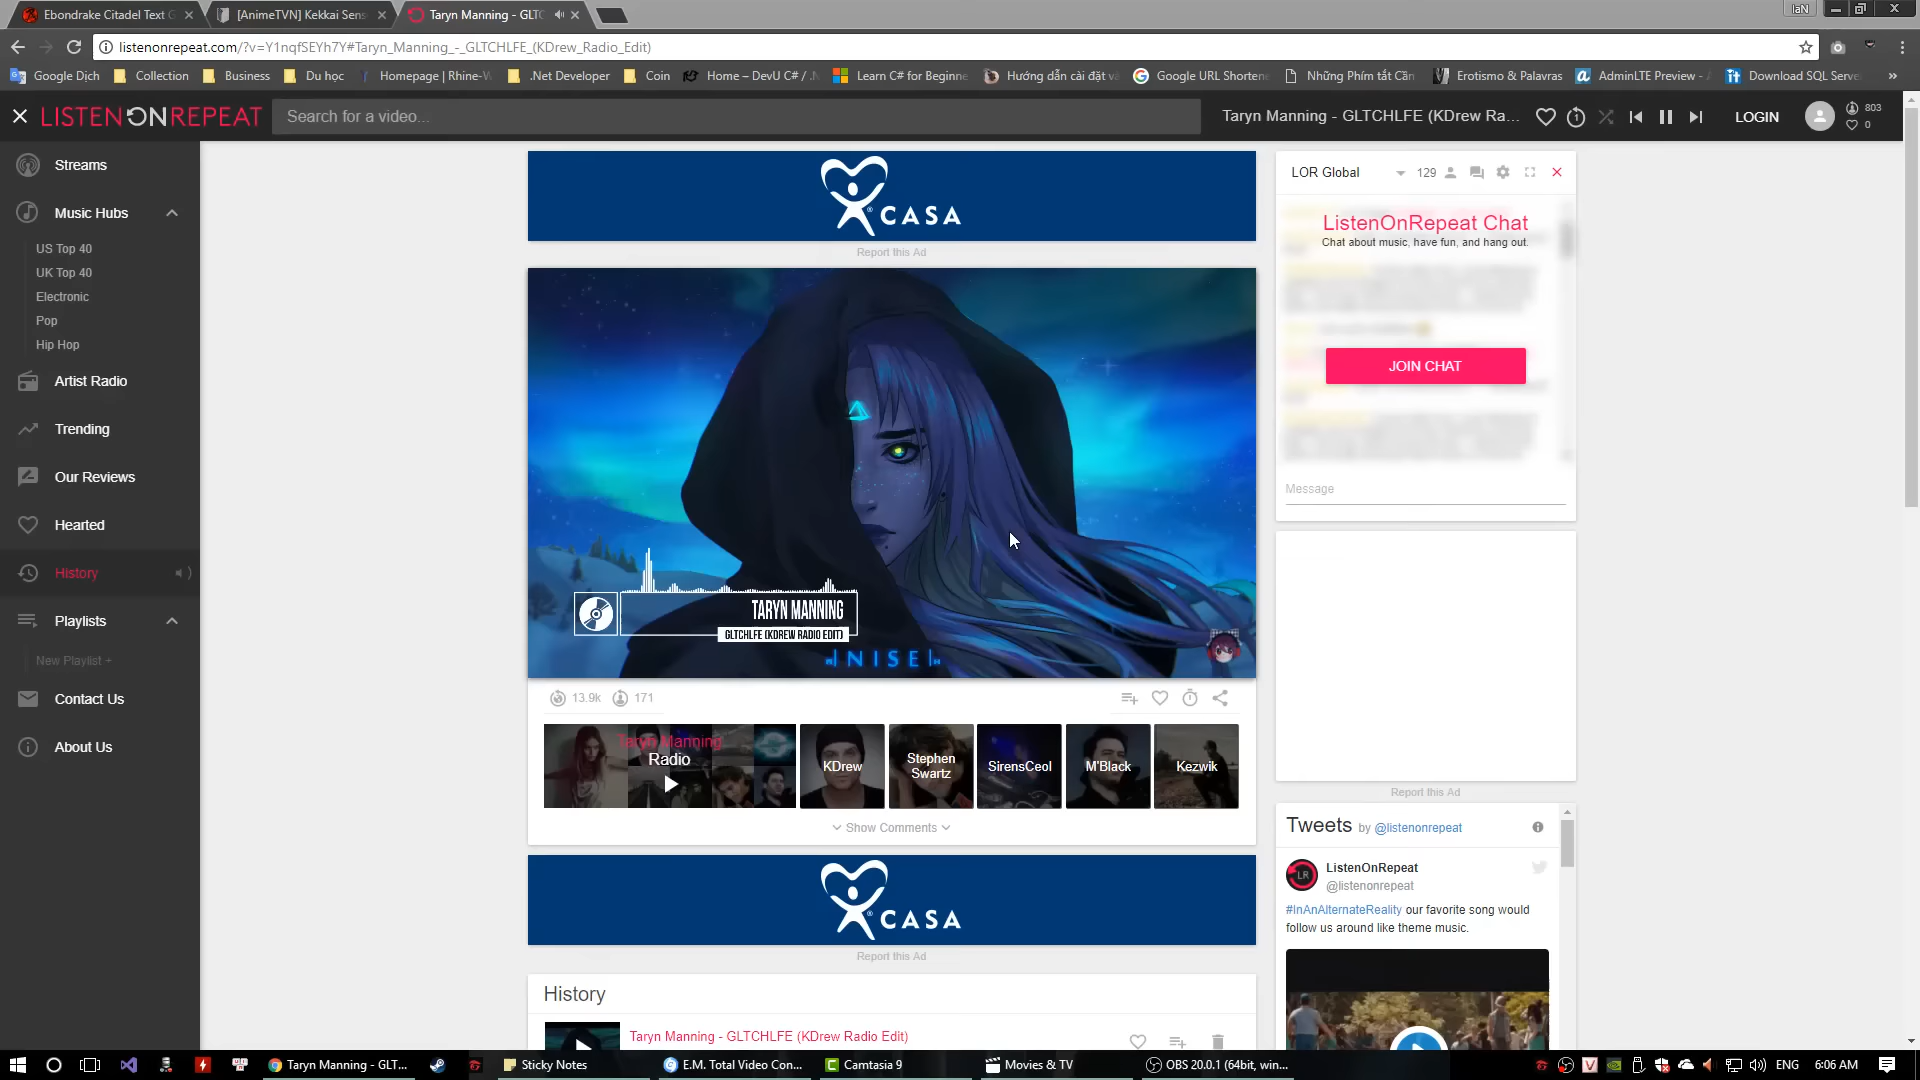 Ebondrake Citadel Text G
[AnimeTVN] Kekkai Sens
Taryn Manning - GLTC
IaN
listenonrepeat.com/?v=Y1nqfSEYh7Y#Taryn_Manning_-_GLTCHLFE_(KDrew_Radio_Edit)
Google Dịch
Collection
Business
Du học
Homepage | Rhine-W
.Net Developer
Coin
Home – DevU C# / .N
Learn C# for Beginne
Hướng dẫn cài đặt và
Google URL Shortene
Những Phím tắt Căn
Erotismo & Palavras
AdminLTE Preview - A
Download SQL Serve
»
LISTENONREPEAT
Search for a video...
Taryn Manning - GLTCHLFE (KDrew Ra...
1
LOGIN
803
0
Streams
Music Hubs
US Top 40
UK Top 40
Electronic
Pop
Hip Hop
Artist Radio
Trending
Our Reviews
Hearted
History
Playlists
New Playlist +
Contact Us
About Us
CASA
Report this Ad
TARYN MANNING
GLTCHLFE (KDREW RADIO EDIT)
NISE
13.9k
171
Taryn Manning
Radio
KDrew
Stephen
Swartz
SirensCeol
M'Black
Kezwik
Show Comments
CASA
Report this Ad
History
Taryn Manning - GLTCHLFE (KDrew Radio Edit)
LOR Global
129
ListenOnRepeat Chat
Chat about music, have fun, and hang out.
JOIN CHAT
Message
Report this Ad
Tweets by @listenonrepeat
LR
ListenOnRepeat
@listenonrepeat
#InAnAlternateReality our favorite song would
follow us around like theme music.
Taryn Manning - GLT...
Sticky Notes
E.M. Total Video Con...
Camtasia 9
Movies & TV
OBS 20.0.1 (64bit, win...
ENG
6:06 AM